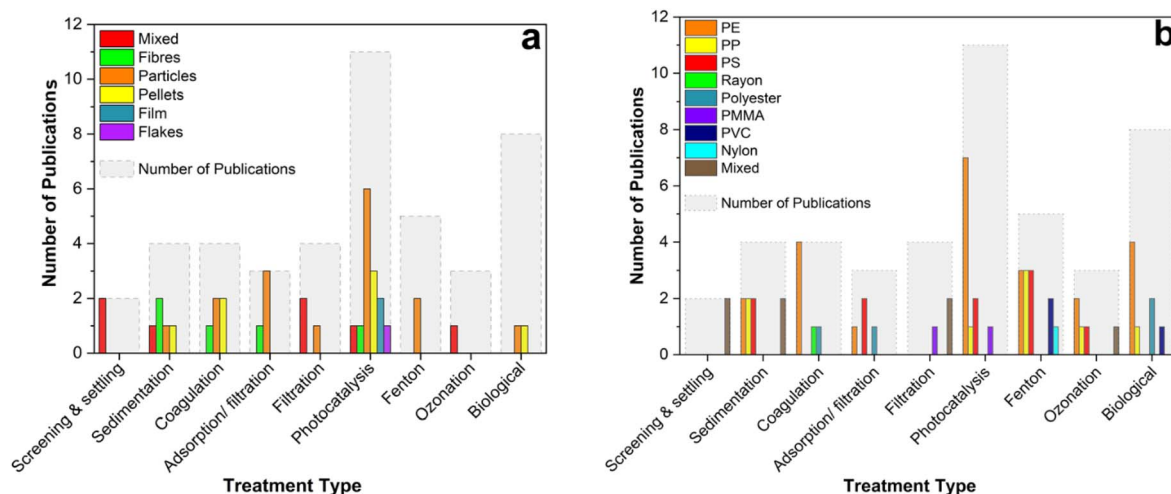 a
12
10
8
6
4
2
0
Number of Publications
Mixed
Fibres
Particles
Pellets
Film
Flakes
Number of Publications
Screening & settling
Sedimentation
Coagulation
Adsorption/ filtration
Filtration
Photocatalysis
Fenton
Ozonation
Biological
Treatment Type
b
12
10
8
6
4
2
0
Number of Publications
PE
PP
PS
Rayon
Polyester
PMMA
PVC
Nylon
Mixed
Number of Publications
Screening & settling
Sedimentation
Coagulation
Adsorption/ filtration
Filtration
Photocatalysis
Fenton
Ozonation
Biological
Treatment Type